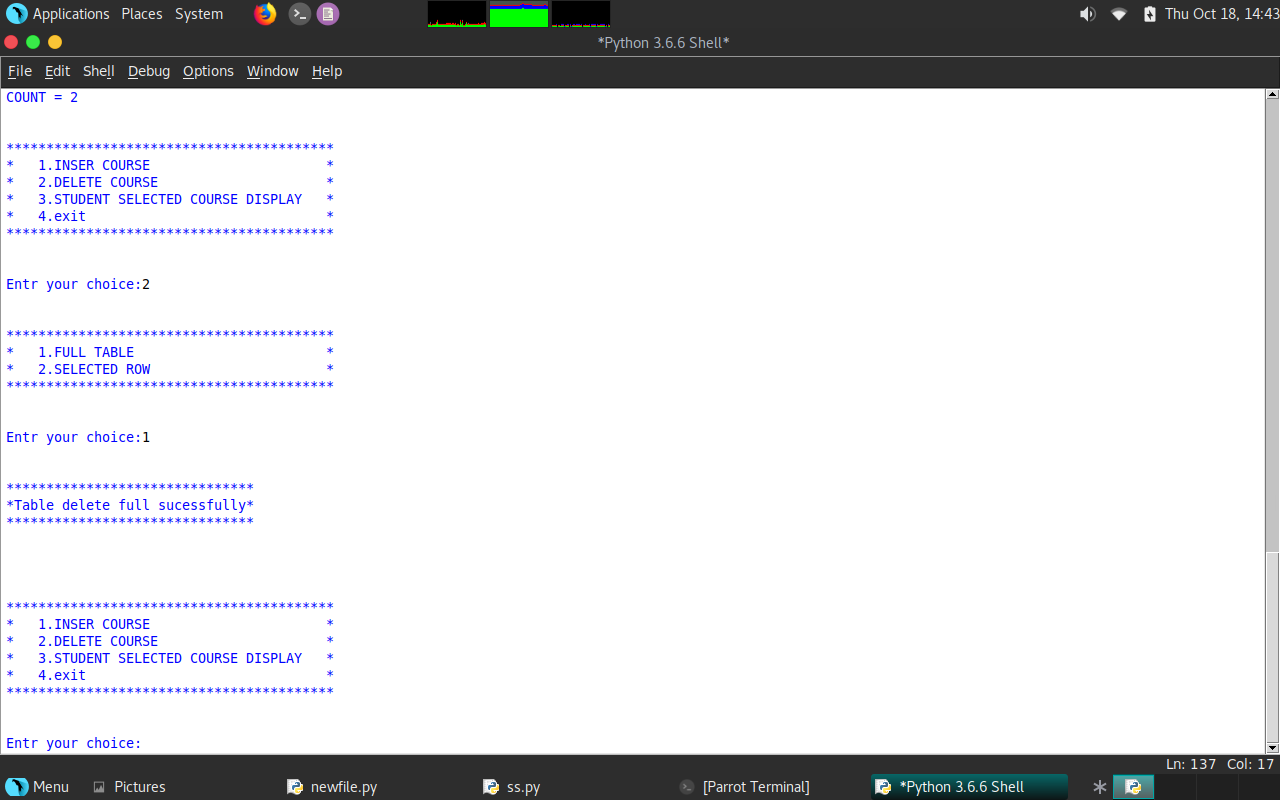 Applications Places System Thu Oct 18, 14:43
*Python 3.6.6 Shell*
File Edit Shell Debug Options Window Help
COUNT = 2
*****************************************
*   1.INSER COURSE                      *
*   2.DELETE COURSE                     *
*   3.STUDENT SELECTED COURSE DISPLAY   *
*   4.exit                              *
*****************************************
Entr your choice:2
*****************************************
*   1.FULL TABLE                        *
*   2.SELECTED ROW                      *
*****************************************
Entr your choice:1
*******************************
*Table delete full sucessfully*
*******************************
*****************************************
*   1.INSER COURSE                      *
*   2.DELETE COURSE                     *
*   3.STUDENT SELECTED COURSE DISPLAY   *
*   4.exit                              *
*****************************************
Entr your choice:
Ln: 137 Col: 17
Menu Pictures newfile.py ss.py [Parrot Terminal] *Python 3.6.6 Shell*